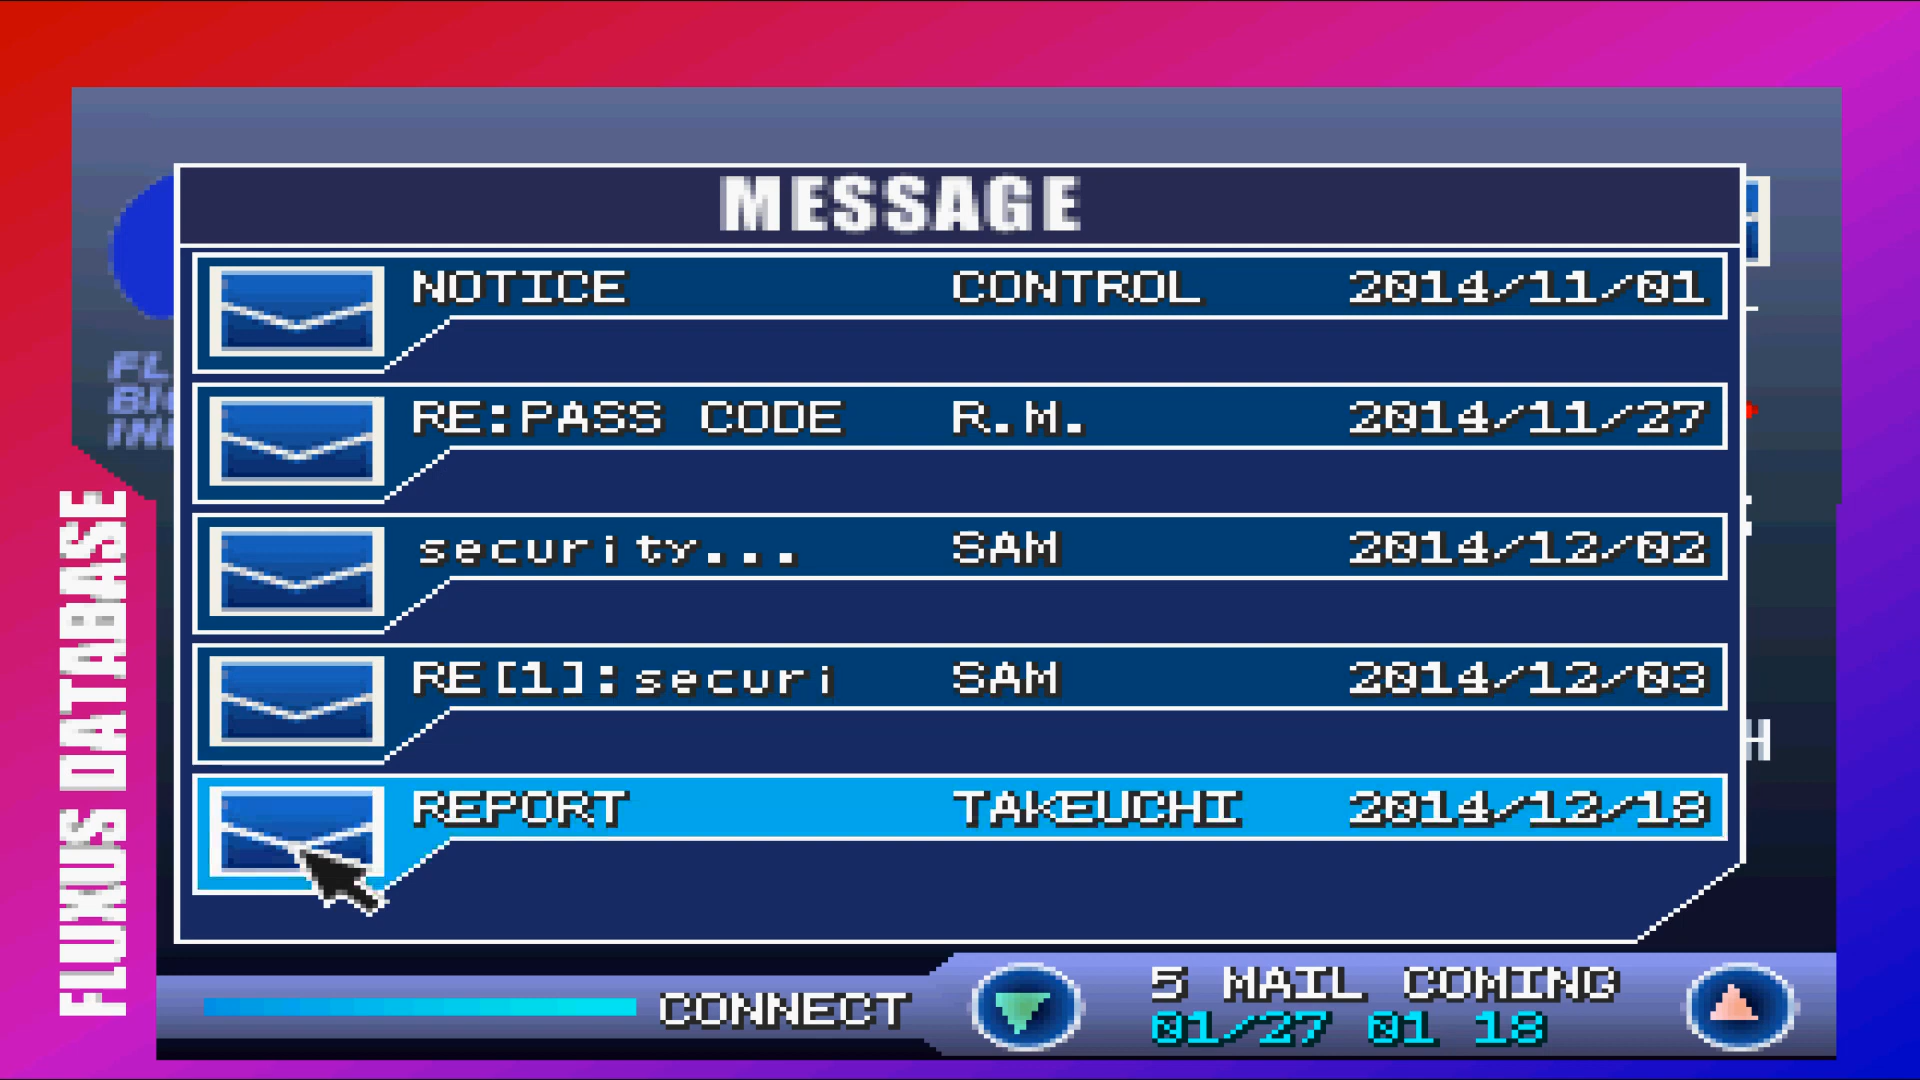 MESSAGE
NOTICE CONTROL 2014/11/01
RE:PASS CODE R.M. 2014/11/27
security... SAM 2014/12/02
RE[1]:securi SAM 2014/12/03
REPORT TAKEUCHI 2014/12/18
FLUXUS DATABASE
CONNECT
5 MAIL COMING
01/27 01 18